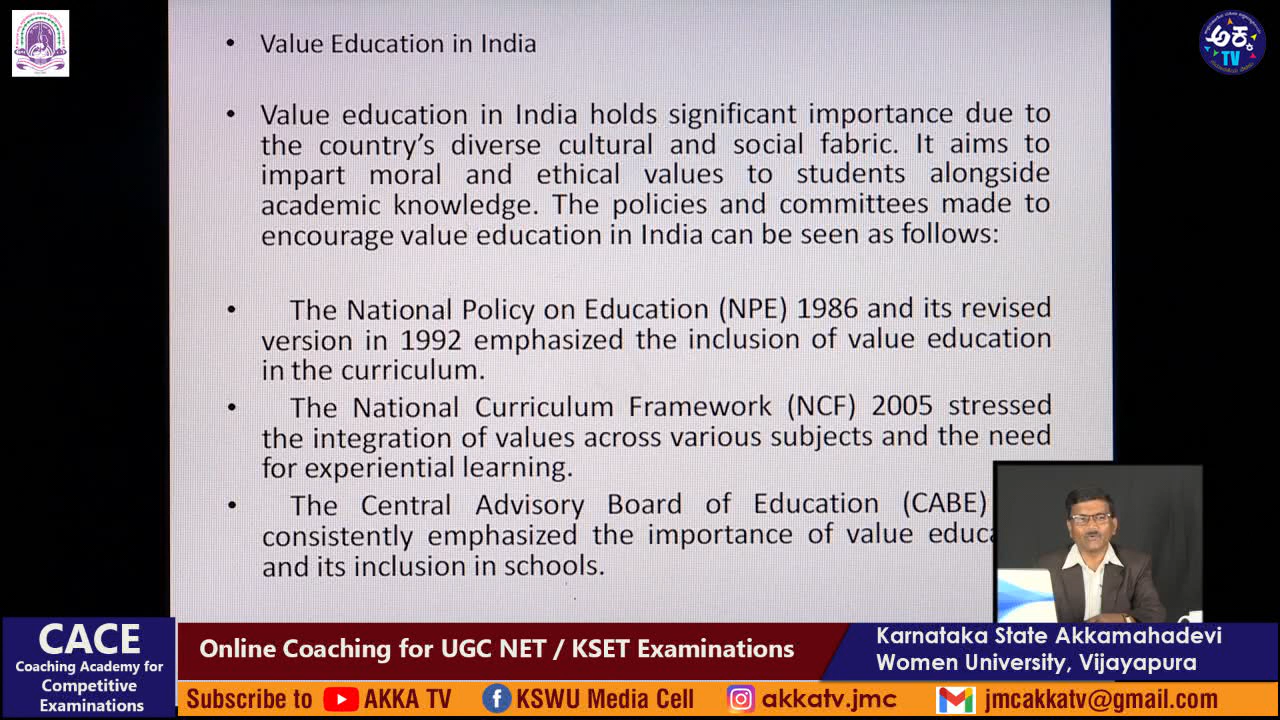 • Value Education in India
• Value education in India holds significant importance due to
the country's diverse cultural and social fabric. It aims to
impart moral and ethical values to students alongside
academic knowledge. The policies and committees made to
encourage value education in India can be seen as follows:
• The National Policy on Education (NPE) 1986 and its revised
version in 1992 emphasized the inclusion of value education
in the curriculum.
• The National Curriculum Framework (NCF) 2005 stressed
the integration of values across various subjects and the need
for experiential learning.
• The Central Advisory Board of Education (CABE)
consistently emphasized the importance of value educa
and its inclusion in schools.
ಅಕ್ಕ
TV
CACE
Coaching Academy for
Competitive
Examinations
Online Coaching for UGC NET / KSET Examinations
Karnataka State Akkamahadevi
Women University, Vijayapura
Subscribe to AKKA TV KSWU Media Cell akkatv.jmc jmcakkatv@gmail.com